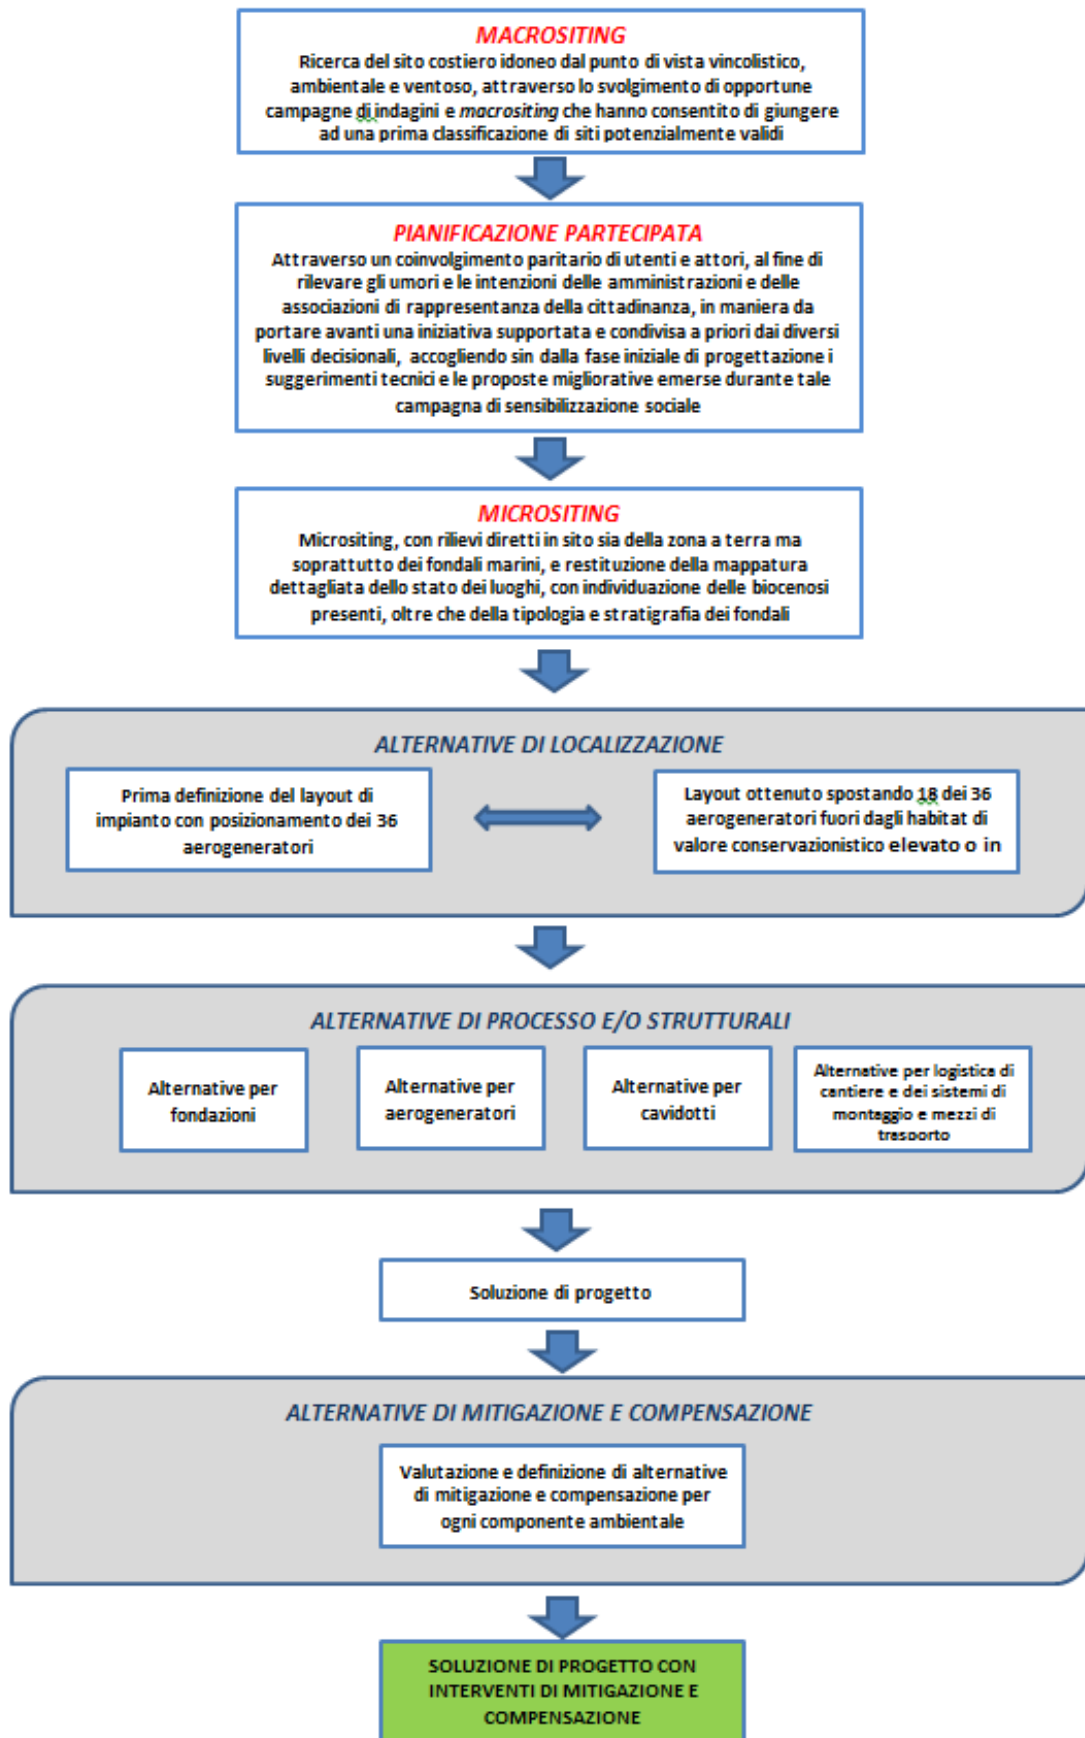 MACROSITING
Ricerca del sito costiero idoneo dal punto di vista vincolistico,
ambientale e ventoso, attraverso lo svolgimento di opportune
campagne di indagini e macrositing che hanno consentito di giungere
ad una prima classificazione di siti potenzialmente validi
PIANIFICAZIONE PARTECIPATA
Attraverso un coinvolgimento paritario di utenti e attori, al fine di
rilevare gli umori e le intenzioni delle amministrazioni e delle
associazioni di rappresentanza della cittadinanza, in maniera da
portare avanti una iniziativa supportata e condivisa a priori dai diversi
livelli decisionali, accogliendo sin dalla fase iniziale di progettazione i
suggerimenti tecnici e le proposte migliorative emerse durante tale
campagna di sensibilizzazione sociale
MICROSITING
Micrositing, con rilievi diretti in sito sia della zona a terra ma
soprattutto dei fondali marini, e restituzione della mappatura
dettagliata dello stato dei luoghi, con individuazione delle biocenosi
presenti, oltre che della tipologia e stratigrafia dei fondali
ALTERNATIVE DI LOCALIZZAZIONE
Prima definizione del layout di
impianto con posizionamento dei 36
aerogeneratori
Layout ottenuto spostando 18 dei 36
aerogeneratori fuori dagli habitat di
valore conservazionistico elevato o in
ALTERNATIVE DI PROCESSO E/O STRUTTURALI
Alternative per
fondazioni
Alternative per
aerogeneratori
Alternative per
cavidotti
Alternative per logistica di
cantiere e dei sistemi di
montaggio e mezzi di
trasporto
Soluzione di progetto
ALTERNATIVE DI MITIGAZIONE E COMPENSAZIONE
Valutazione e definizione di alternative
di mitigazione e compensazione per
ogni componente ambientale
SOLUZIONE DI PROGETTO CON
INTERVENTI DI MITIGAZIONE E
COMPENSAZIONE